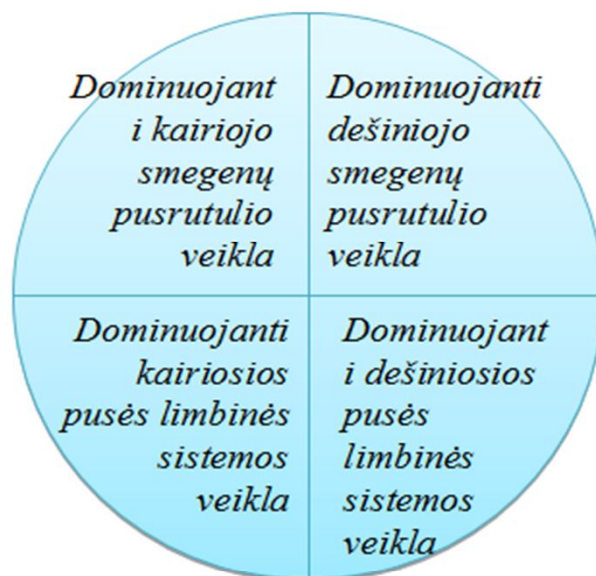 Dominuojant
i kairiojo
smegenų
pusrutulio
veikla
Dominuojanti
dešiniojo
smegenų
pusrutulio
veikla
Dominuojanti
kairiosios
pusės limbinės
sistemos
veikla
Dominuojant
i dešiniosios
pusės
limbinės
sistemos
veikla